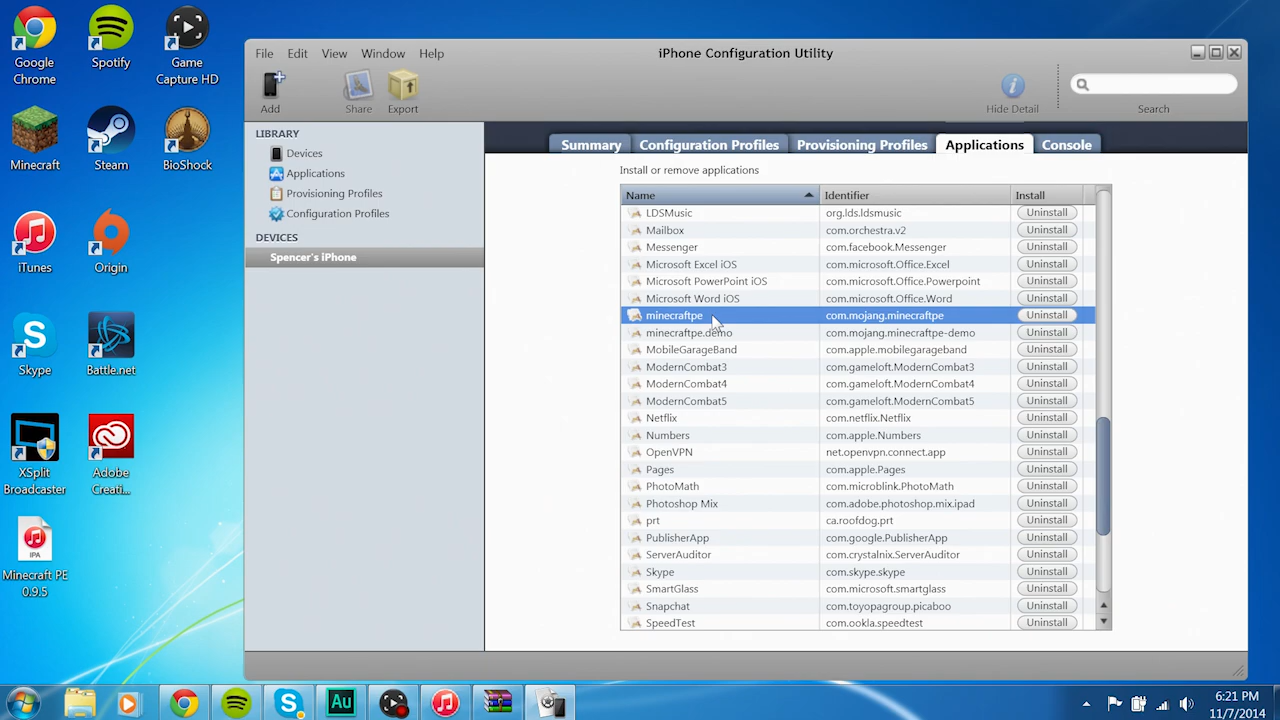 Google
Chrome
Spotify
Game
Capture HD
Minecraft
Steam
BioShock
iTunes
Origin
Skype
Battle.net
XSplit
Broadcaster
Adobe
Creati...
IPA
Minecraft PE
0.9.5
File Edit View Window Help
iPhone Configuration Utility
Add
Share
Export
Hide Detail
Search
LIBRARY
Devices
Applications
Provisioning Profiles
Configuration Profiles
DEVICES
Spencer's iPhone
Summary Configuration Profiles Provisioning Profiles Applications Console
Install or remove applications
Name Identifier Install
LDSMusic org.lds.ldsmusic Uninstall
Mailbox com.orchestra.v2 Uninstall
Messenger com.facebook.Messenger Uninstall
Microsoft Excel iOS com.microsoft.Office.Excel Uninstall
Microsoft PowerPoint iOS com.microsoft.Office.Powerpoint Uninstall
Microsoft Word iOS com.microsoft.Office.Word Uninstall
minecraftpe com.mojang.minecraftpe Uninstall
minecraftpe.demo com.mojang.minecraftpe-demo Uninstall
MobileGarageBand com.apple.mobilegarageband Uninstall
ModernCombat3 com.gameloft.ModernCombat3 Uninstall
ModernCombat4 com.gameloft.ModernCombat4 Uninstall
ModernCombat5 com.gameloft.ModernCombat5 Uninstall
Netflix com.netflix.Netflix Uninstall
Numbers com.apple.Numbers Uninstall
OpenVPN net.openvpn.connect.app Uninstall
Pages com.apple.Pages Uninstall
PhotoMath com.microblink.PhotoMath Uninstall
Photoshop Mix com.adobe.photoshop.mix.ipad Uninstall
prt ca.roofdog.prt Uninstall
PublisherApp com.google.PublisherApp Uninstall
ServerAuditor com.crystalnix.ServerAuditor Uninstall
Skype com.skype.skype Uninstall
SmartGlass com.microsoft.smartglass Uninstall
Snapchat com.toyopagroup.picaboo Uninstall
SpeedTest com.ookla.speedtest Uninstall
Au
6:21 PM
11/7/2014